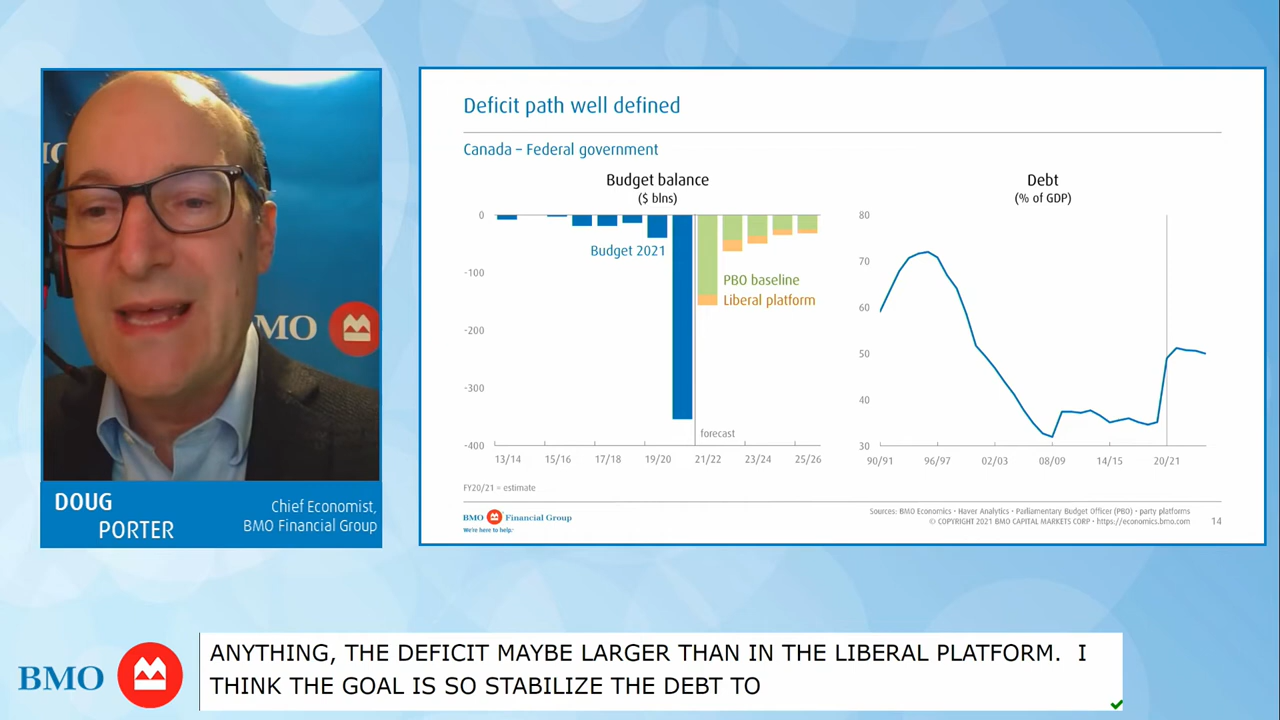 Deficit path well defined
Canada – Federal government
Budget balance
($ blns)
0
-100
-200
-300
-400
Budget 2021
PBO baseline
Liberal platform
forecast
13/14
15/16
17/18
19/20
21/22
23/24
25/26
FY20/21 = estimate
Debt
(% of GDP)
80
70
60
50
40
30
90/91
96/97
02/03
08/09
14/15
20/21
BMO Financial Group
We're here to help.
Sources: BMO Economics • Haver Analytics • Parliamentary Budget Officer (PBO) • party platforms
© COPYRIGHT 2021 BMO CAPITAL MARKETS CORP • https://economics.bmo.com
14
BMO
DOUG
PORTER
Chief Economist,
BMO Financial Group
BMO
ANYTHING, THE DEFICIT MAYBE LARGER THAN IN THE LIBERAL PLATFORM.  I
THINK THE GOAL IS SO STABILIZE THE DEBT TO